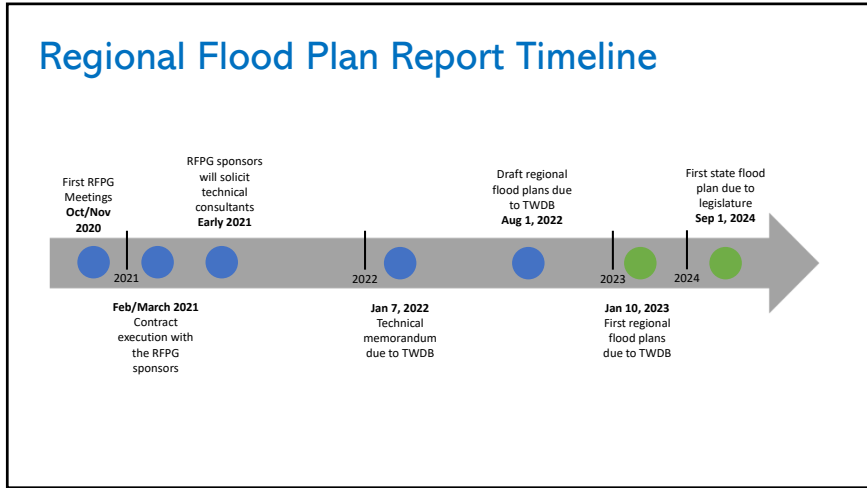 Regional Flood Plan Report Timeline
First RFPG
Meetings
Oct/Nov
2020
RFPG sponsors
will solicit
technical
consultants
Early 2021
Draft regional
flood plans due
to TWDB
Aug 1, 2022
First state flood
plan due to
legislature
Sep 1, 2024
2021
2022
2023
2024
Feb/March 2021
Contract
execution with
the RFPG
sponsors
Jan 7, 2022
Technical
memorandum
due to TWDB
Jan 10, 2023
First regional
flood plans
due to TWDB